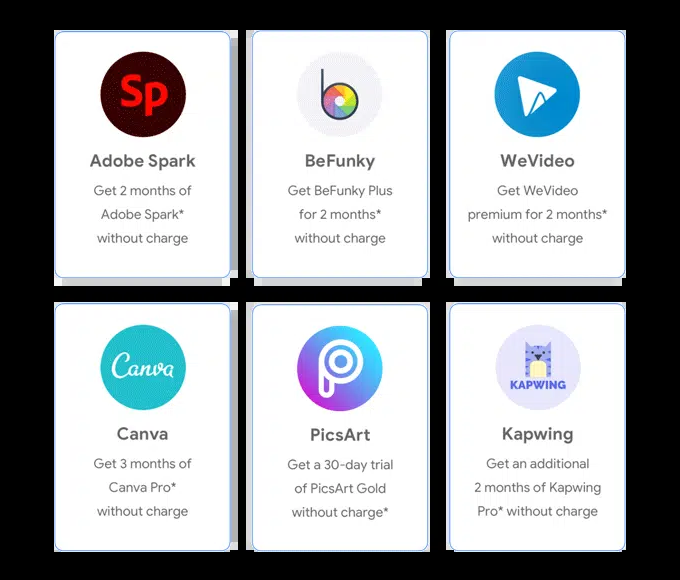 Sp
Adobe Spark
Get 2 months of
Adobe Spark*
without charge
b
BeFunky
Get BeFunky Plus
for 2 months*
without charge
WeVideo
Get WeVideo
premium for 2 months*
without charge
Canva
Canva
Get 3 months of
Canva Pro*
without charge
PicsArt
Get a 30-day trial
of PicsArt Gold
without charge*
KAPWING
Kapwing
Get an additional
2 months of Kapwing
Pro* without charge